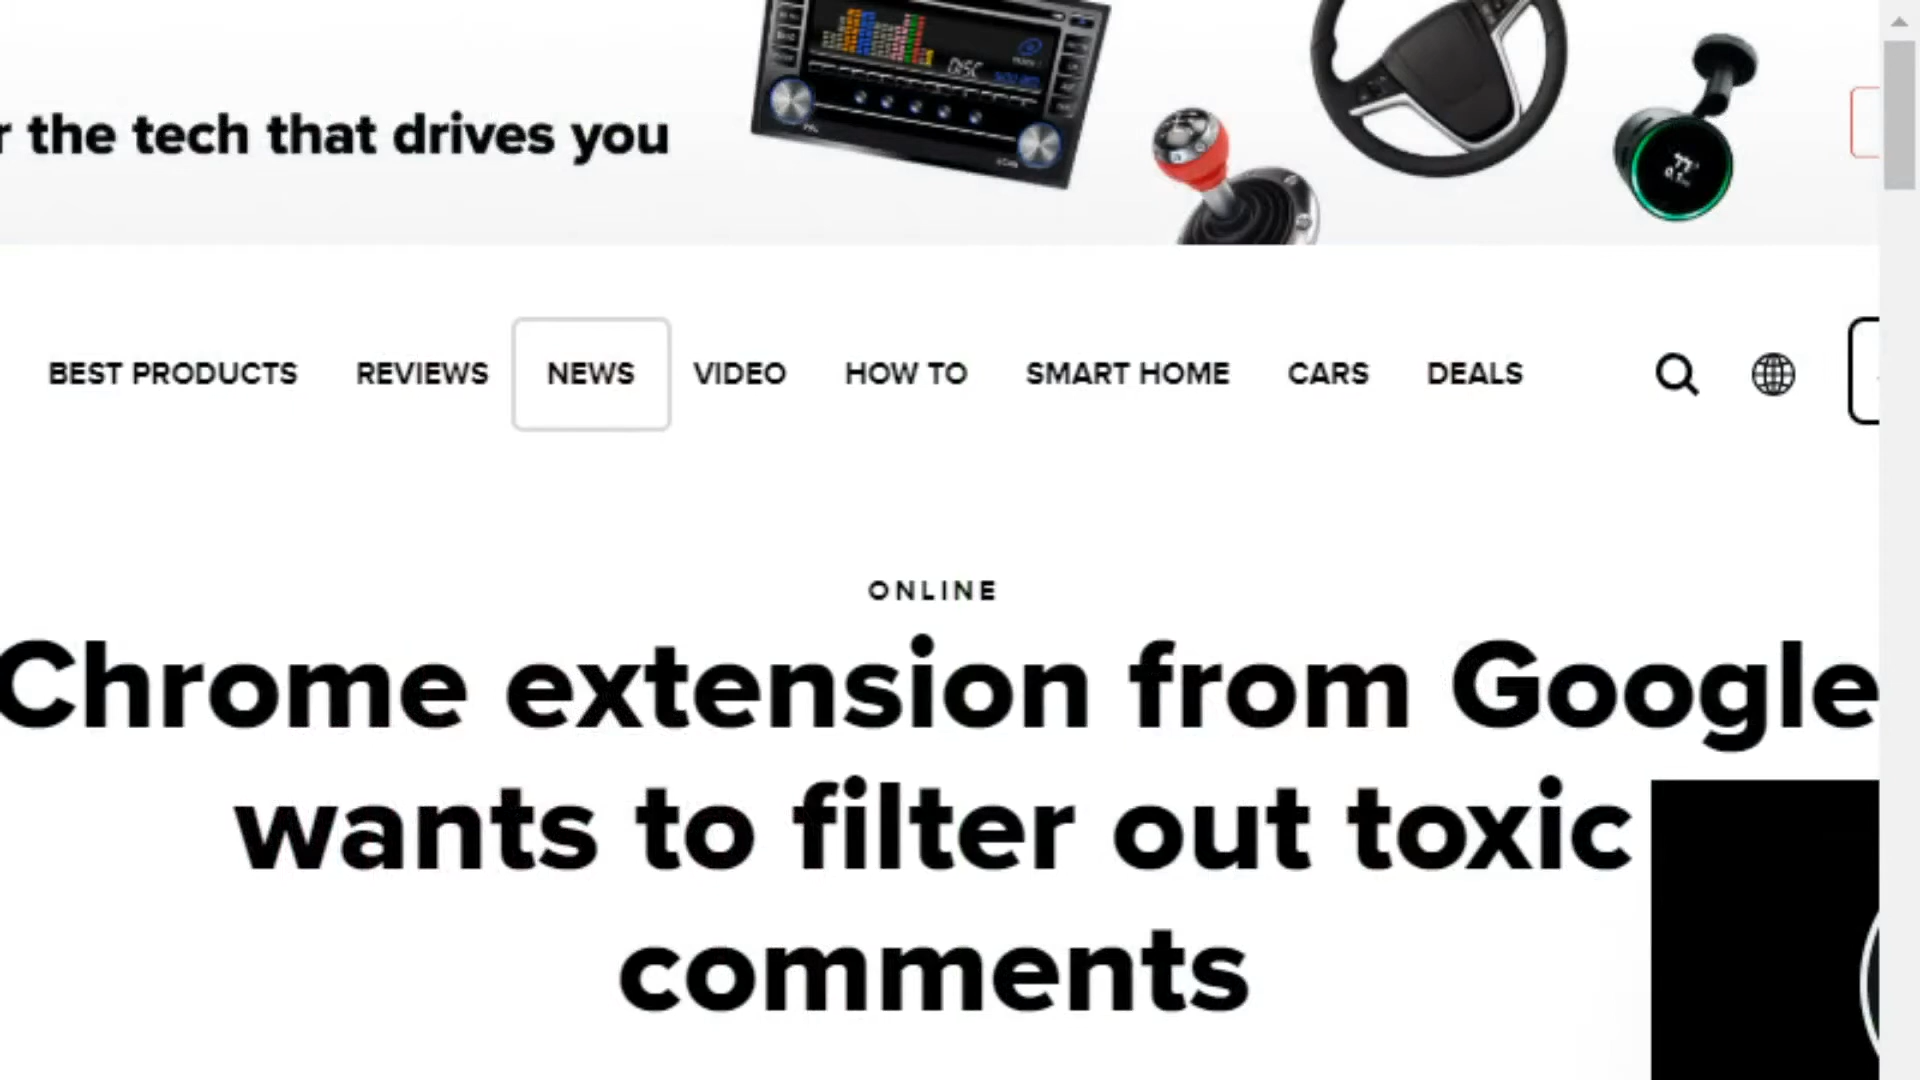 the tech that drives you
DISC
BEST PRODUCTS REVIEWS NEWS VIDEO HOW TO SMART HOME CARS DEALS
ONLINE
Chrome extension from Google
wants to filter out toxic
comments